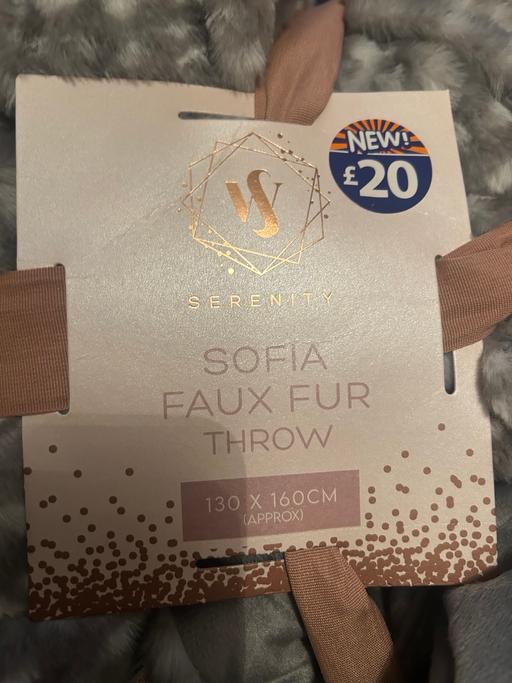 NEW!
£20
SERENITY
SOFIA
FAUX FUR
THROW
130 X 160CM
(APPROX)